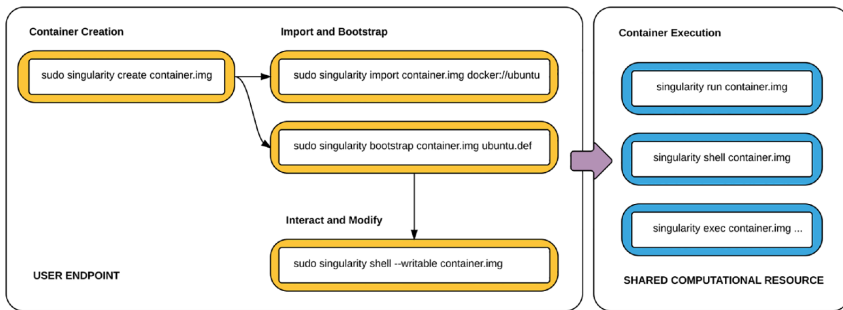 Container Creation
sudo singularity create container.img
Import and Bootstrap
sudo singularity import container.img docker://ubuntu
sudo singularity bootstrap container.img ubuntu.def
Interact and Modify
sudo singularity shell --writable container.img
USER ENDPOINT
Container Execution
singularity run container.img
singularity shell container.img
singularity exec container.img ...
SHARED COMPUTATIONAL RESOURCE